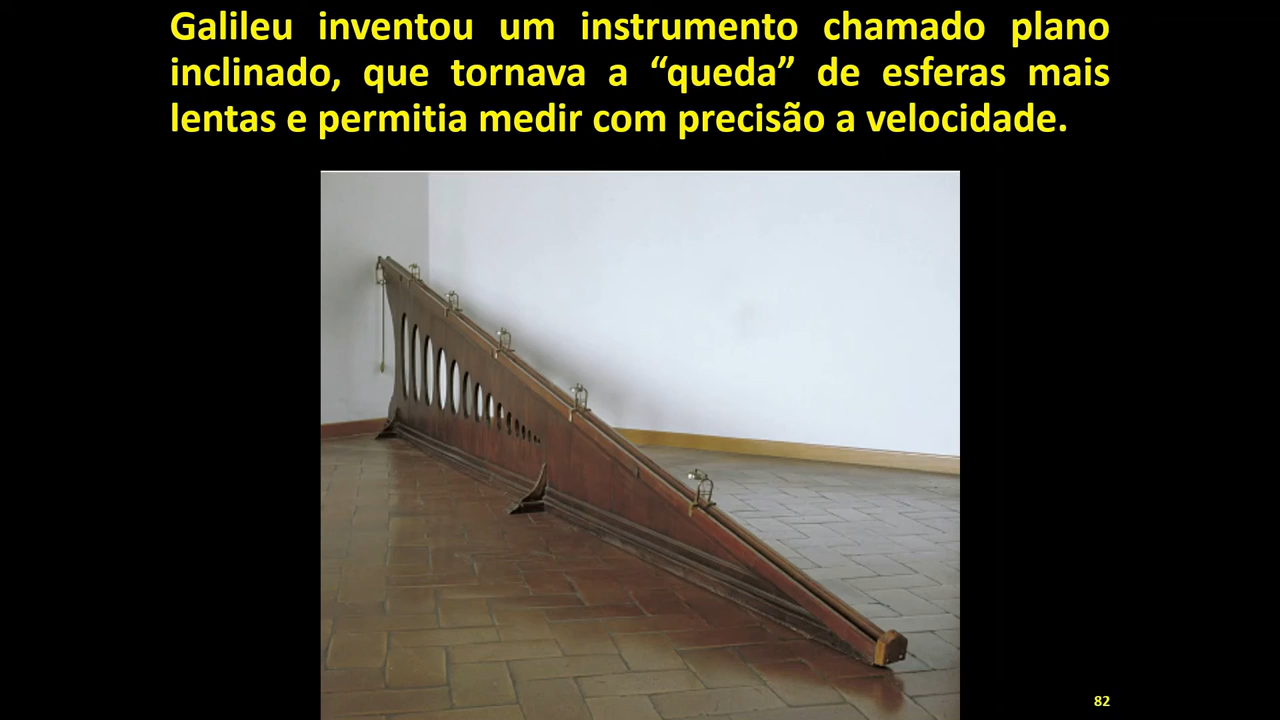 Galileu inventou um instrumento chamado plano
inclinado, que tornava a “queda” de esferas mais
lentas e permitia medir com precisão a velocidade.
82